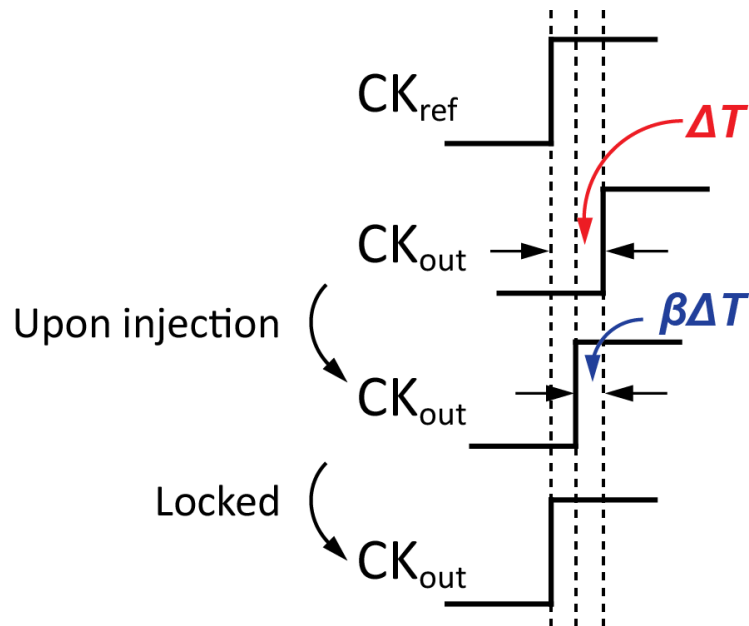 CKref
ΔT
CKout
Upon injection
βΔT
CKout
Locked
CKout